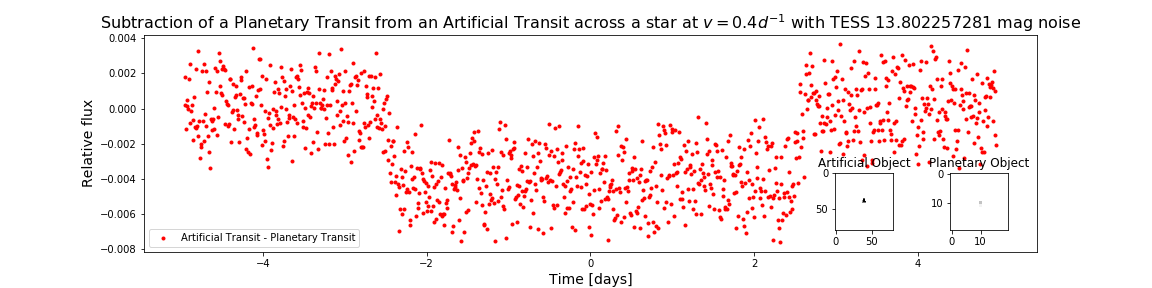 Subtraction of a Planetary Transit from an Artificial Transit across a star at v = 0.4d⁻¹ with TESS 13.802257281 mag noise
Relative flux
0.004
0.002
0.000
−0.002
−0.004
−0.006
−0.008
Artificial Transit - Planetary Transit
Artificial Object
0
50
0 50
Planetary Object
0
10
0 10
−4 −2 0 2 4
Time [days]